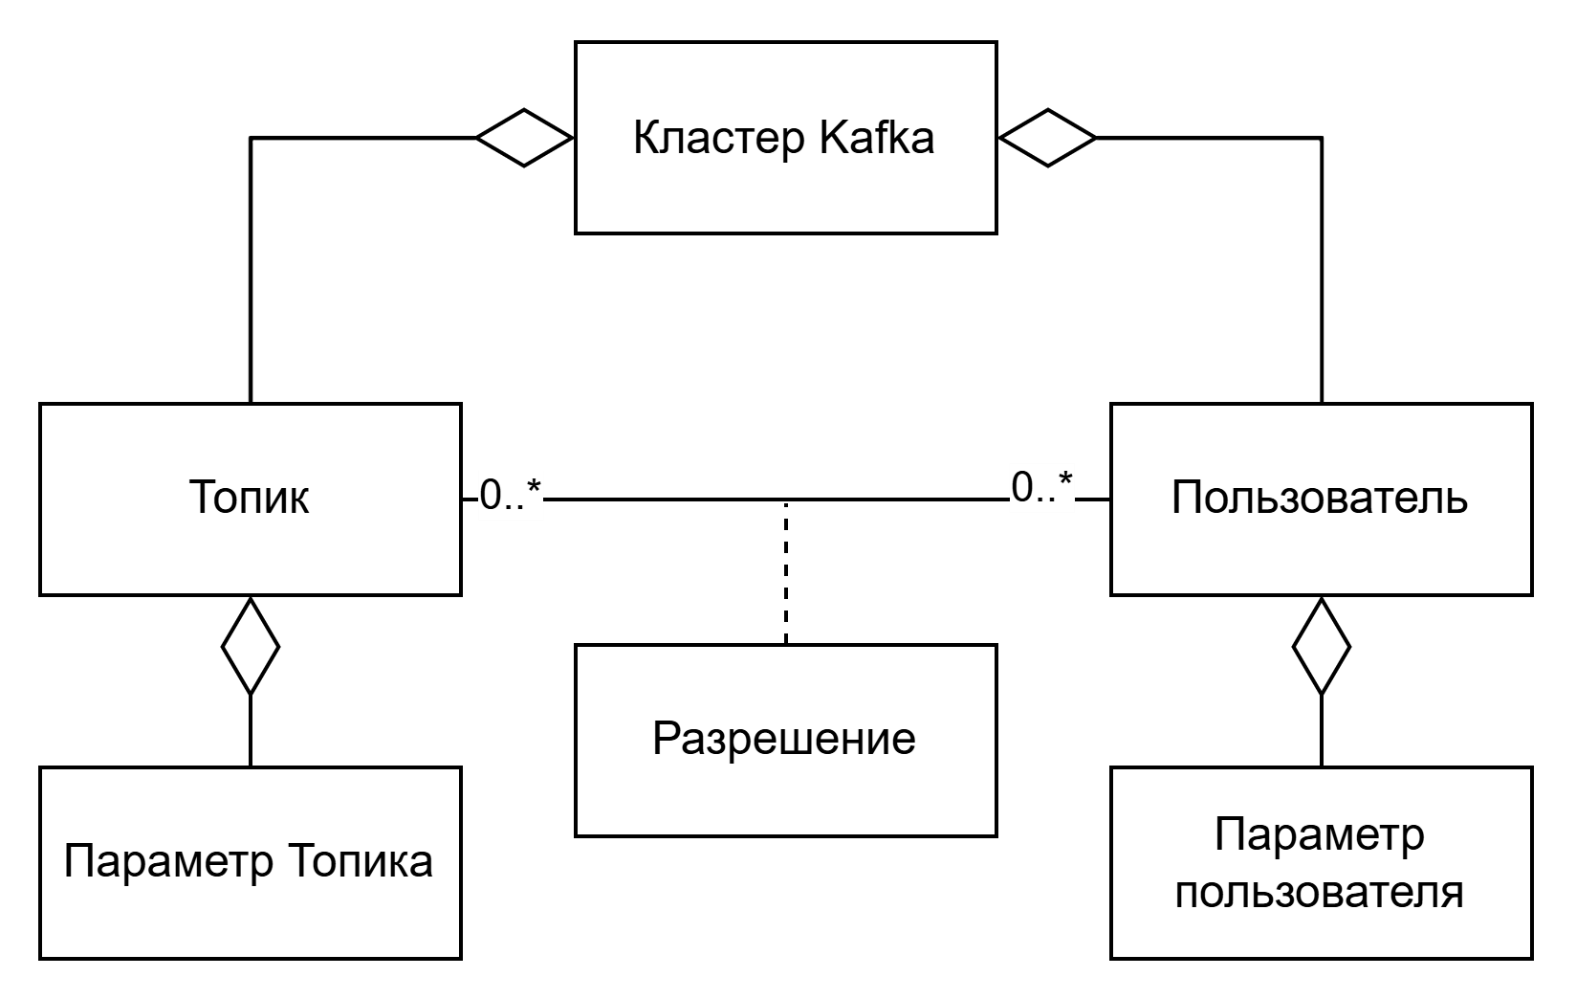 Кластер Kafka
Топик
0..*
0..*
Пользователь
Разрешение
Параметр Топика
Параметр
пользователя